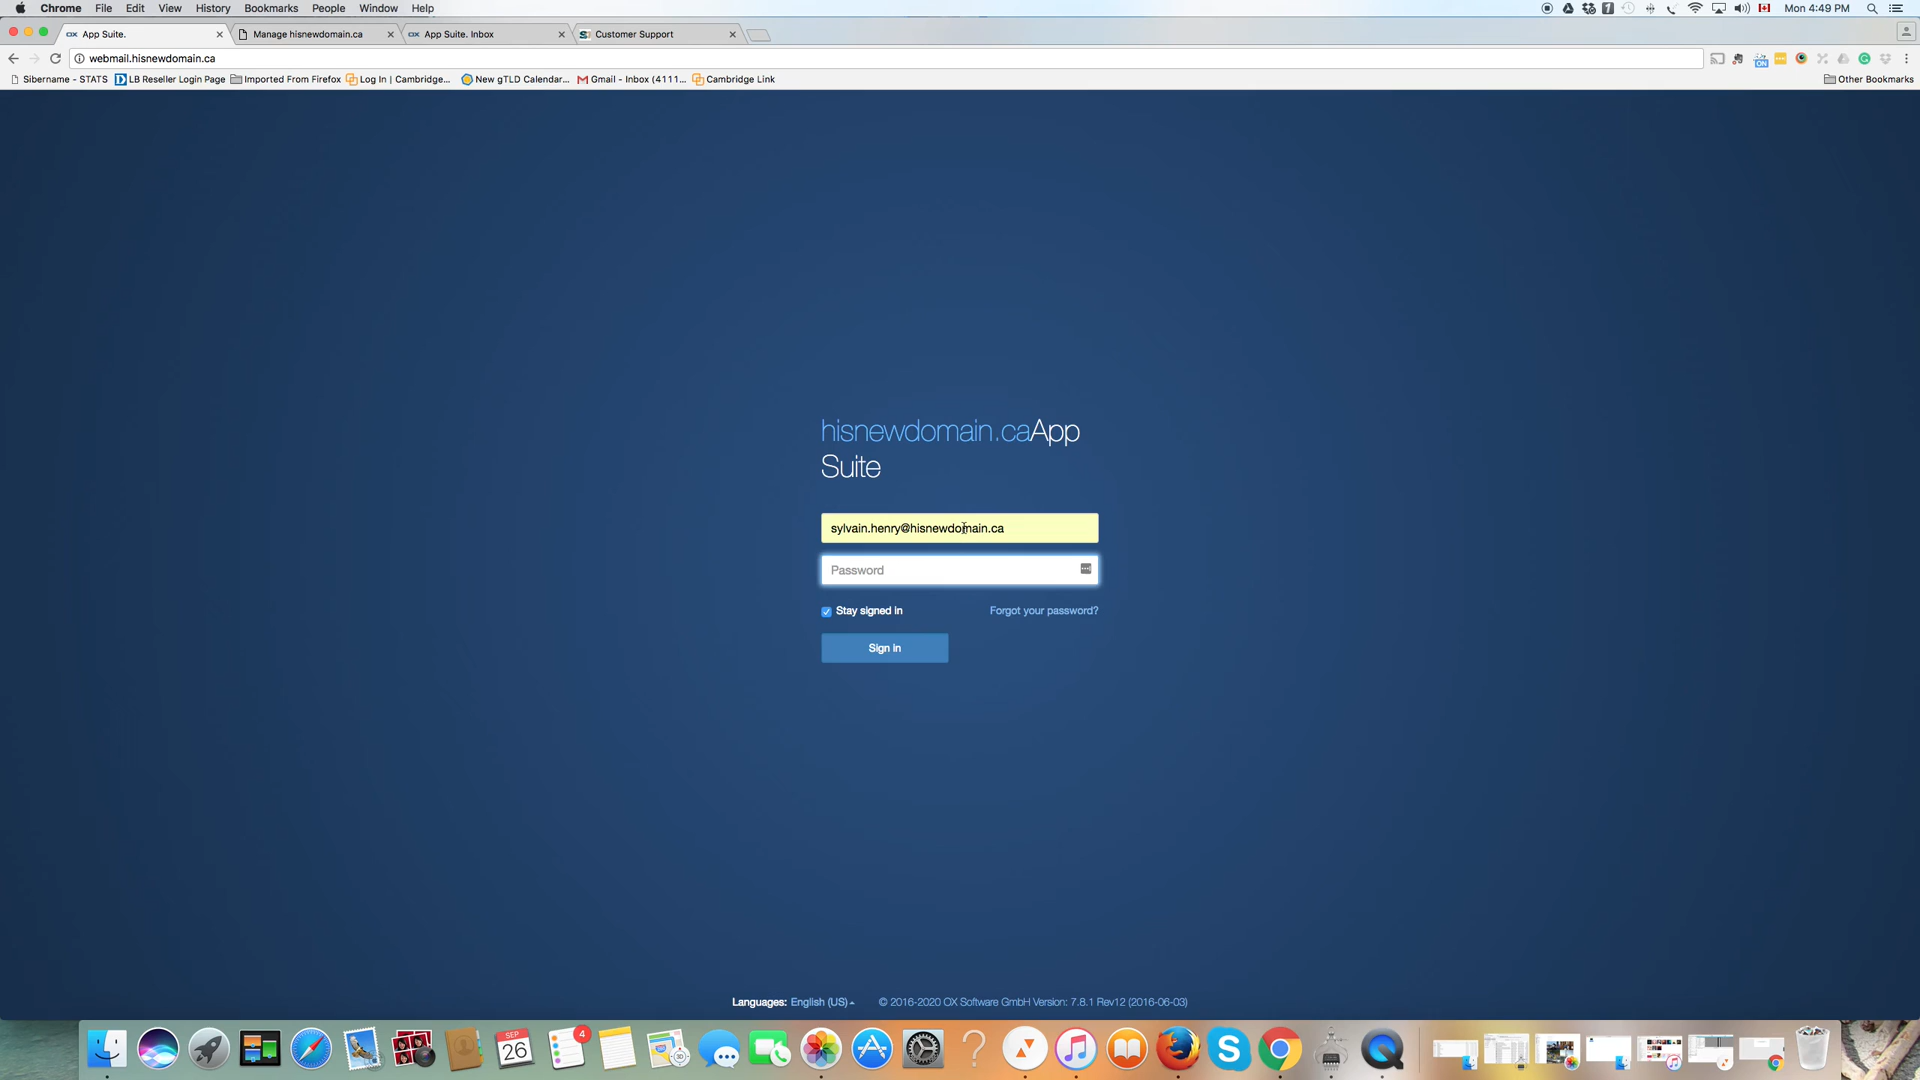 Chrome File Edit View History Bookmarks People Window Help Mon 4:49 PM
App Suite. Manage hisnewdomain.ca App Suite. Inbox Customer Support
webmail.hisnewdomain.ca
Sibername - STATS LB Reseller Login Page Imported From Firefox Log In | Cambridge... New gTLD Calendar... Gmail - Inbox (4111... Cambridge Link Other Bookmarks
hisnewdomain.caApp
Suite
sylvain.henry@hisnewdomain.ca
Password
Stay signed in Forgot your password?
Sign in
Languages: English (US) © 2016-2020 OX Software GmbH Version: 7.8.1 Rev12 (2016-06-03)
SEP
26
4
3D